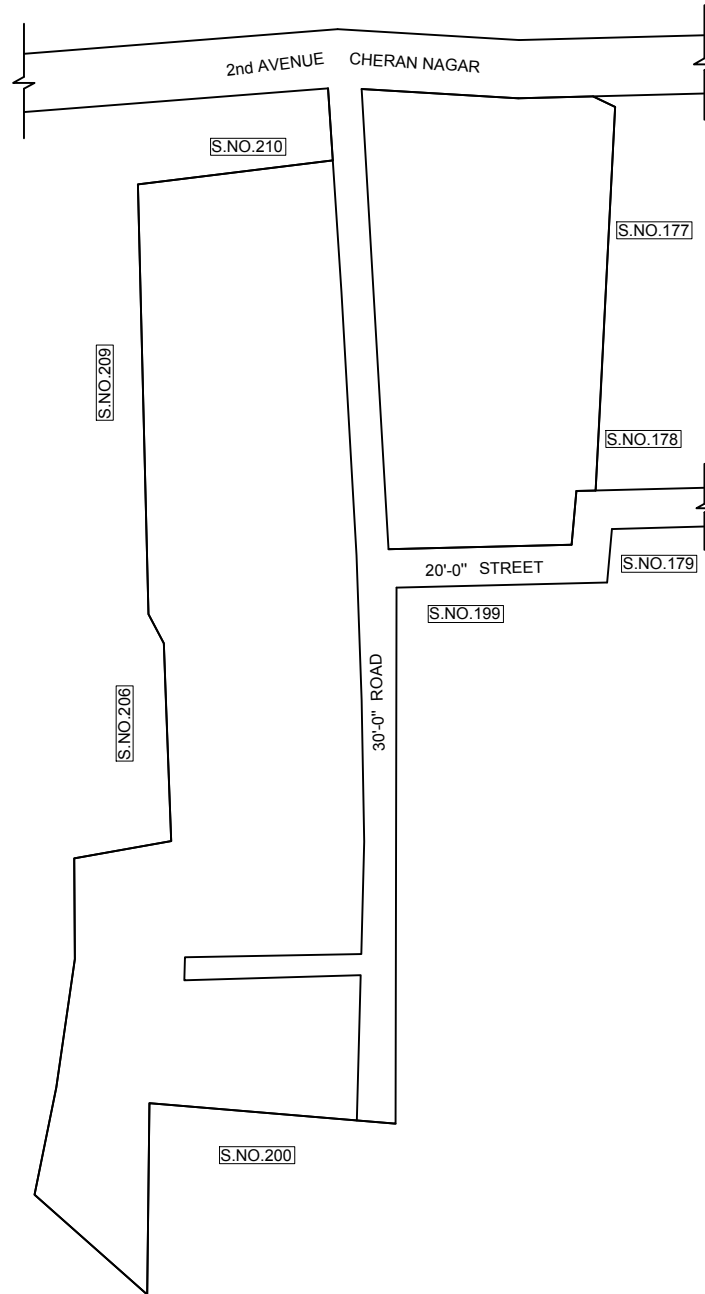 2nd AVENUE CHERAN NAGAR
S.NO.210
S.NO.177
S.NO.209
S.NO.178
20'-0" STREET
S.NO.179
S.NO.199
30'-0" ROAD
S.NO.206
S.NO.200